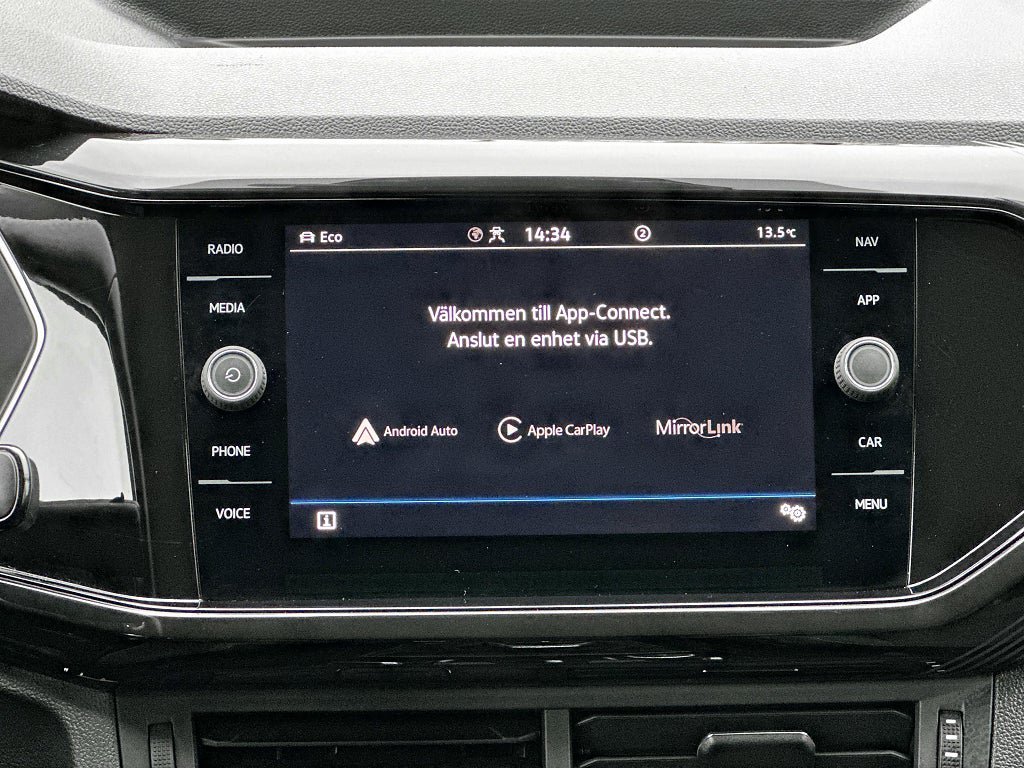 Eco 14:34 2 13.5°C
RADIO
MEDIA
PHONE
VOICE
Välkommen till App-Connect.
Anslut en enhet via USB.
Android Auto Apple CarPlay MirrorLink
NAV
APP
CAR
MENU